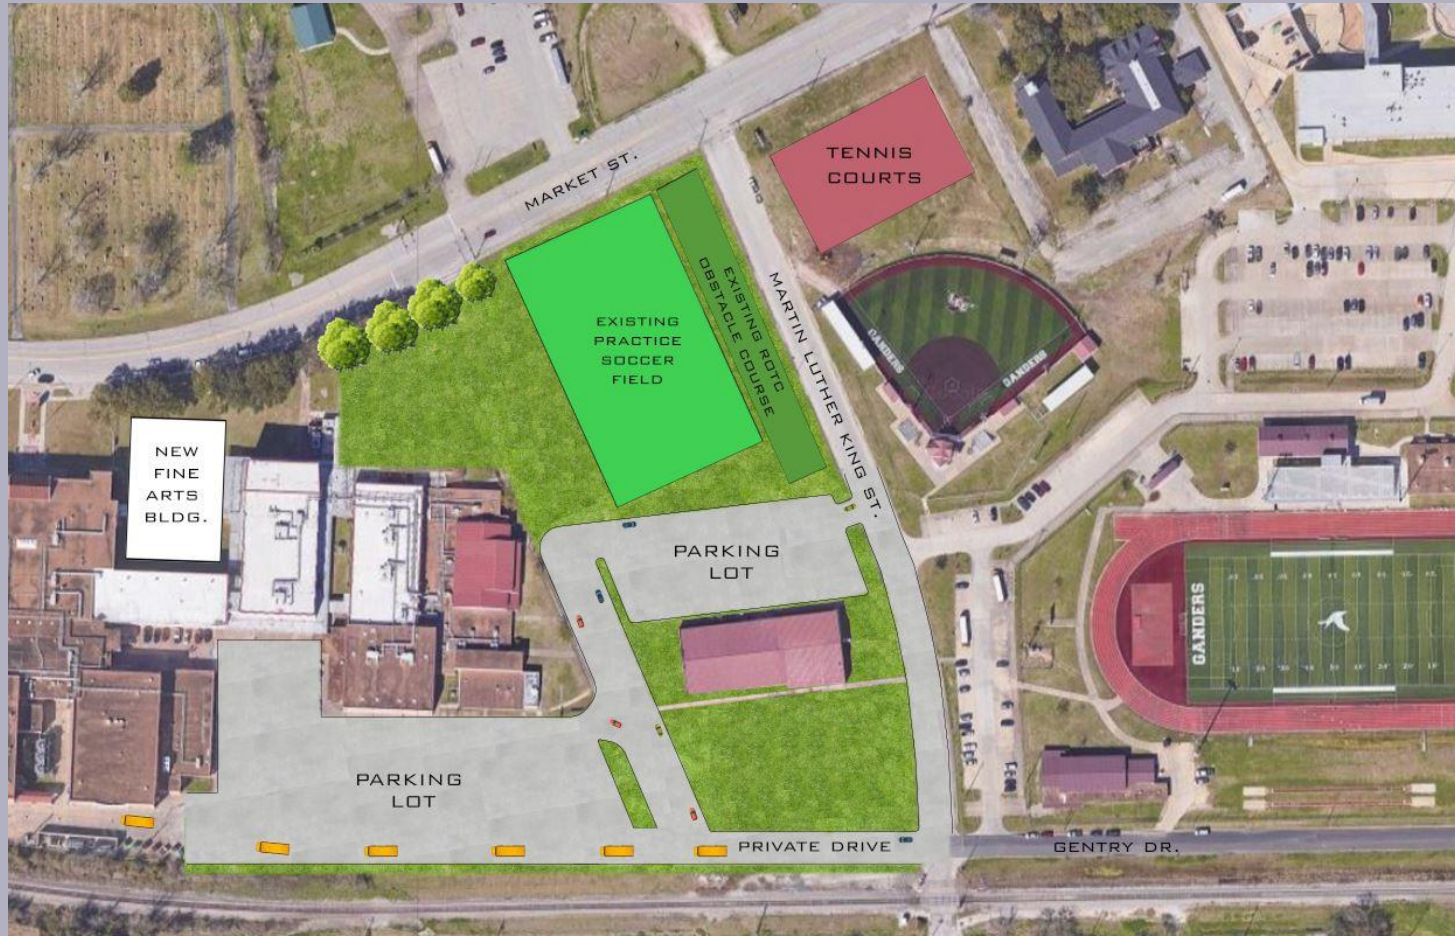 MARKET ST.
TENNIS
COURTS
EXISTING
PRACTICE
SOCCER
FIELD
EXISTING ROTC
OBSTACLE COURSE
MARTIN LUTHER KING ST.
GANDERS
GANDERS
NEW
FINE
ARTS
BLDG.
PARKING
LOT
GANDERS
PARKING
LOT
PRIVATE DRIVE
GENTRY DR.